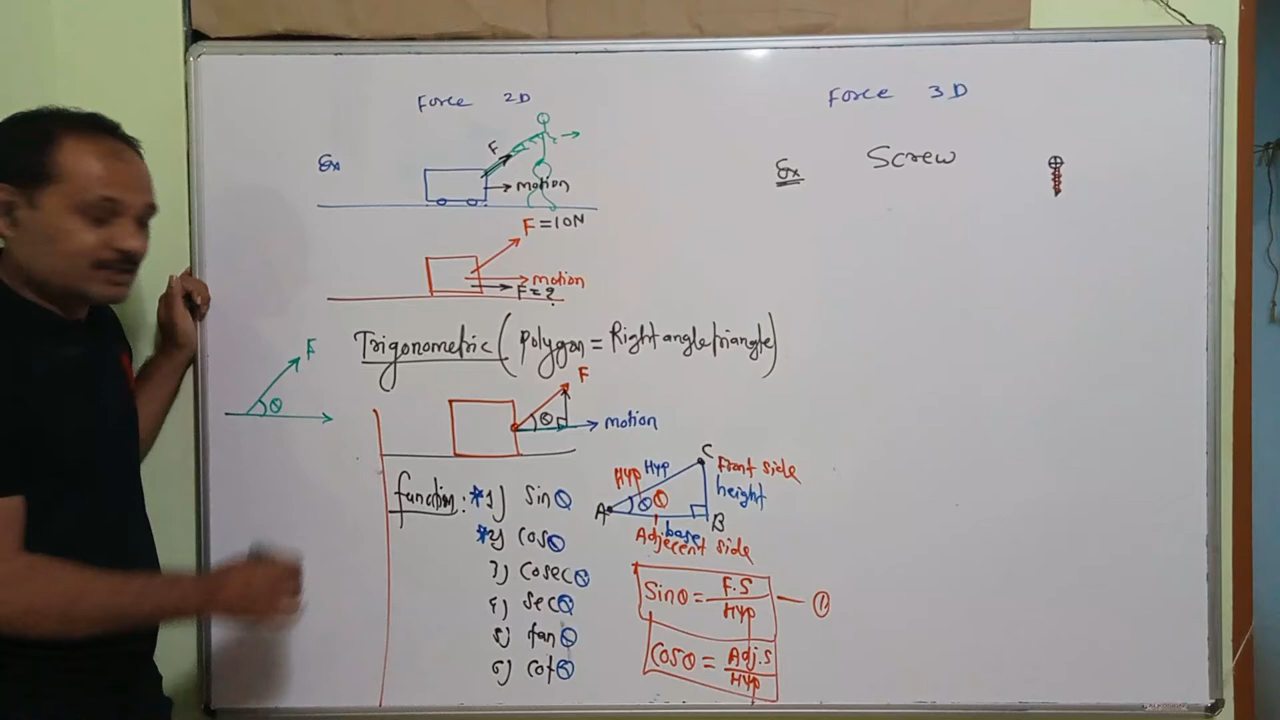 Force 2D
Force 3D
Ex
F
motion
Ex
Screw
F = 10N
motion
F = ?
Trigonometric ( Polygon = Right angle triangle )
F
θ
F
θ
motion
function:
*1) Sinθ
*2) Cosθ
3) Cosecθ
4) Secθ
5) tanθ
6) cotθ
C
Hyp Hyp
Front side
height
A
θ θ
B
base
Adjecent side
Sinθ = F.S / Hyp — 1
Cosθ = Adj.S / Hyp